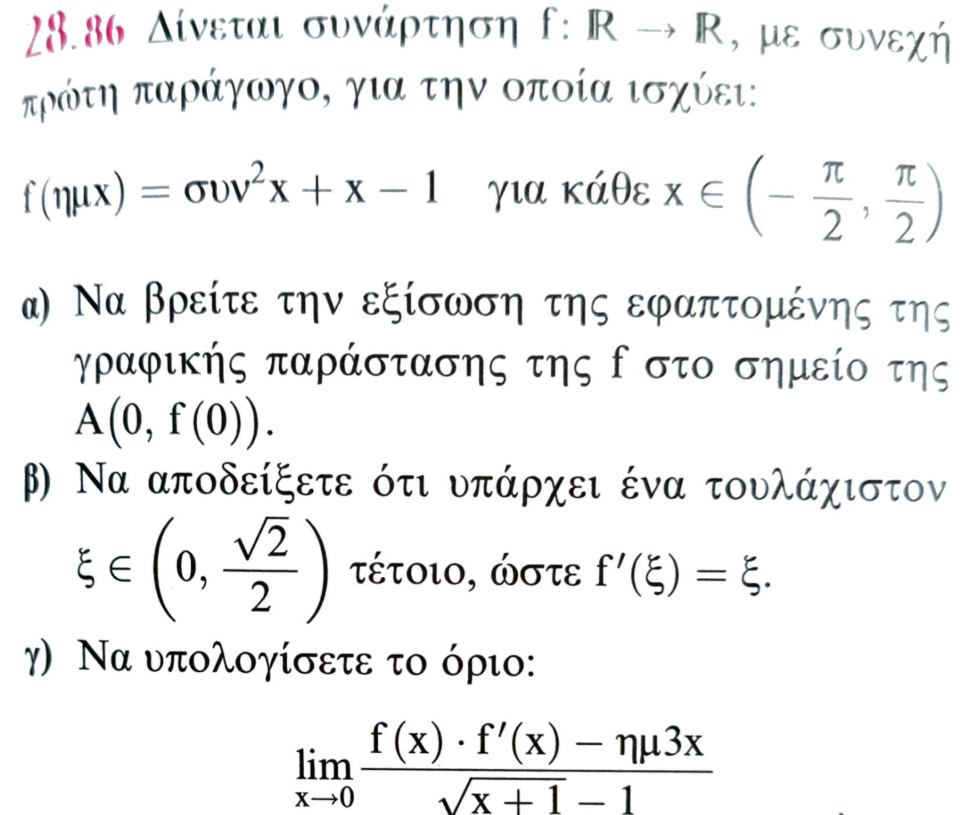 28.86 Δίνεται συνάρτηση f: ℝ → ℝ, με συνεχή
πρώτη παράγωγο, για την οποία ισχύει:
f(ημx) = συν²x + x − 1 για κάθε x ∈ (−π/2, π/2)
α) Να βρείτε την εξίσωση της εφαπτομένης της
γραφικής παράστασης της f στο σημείο της
A(0, f(0)).
β) Να αποδείξετε ότι υπάρχει ένα τουλάχιστον
ξ ∈ (0, √2/2) τέτοιο, ώστε f′(ξ) = ξ.
γ) Να υπολογίσετε το όριο:
lim x→0 (f(x) · f′(x) − ημ3x)/(√(x + 1) − 1)